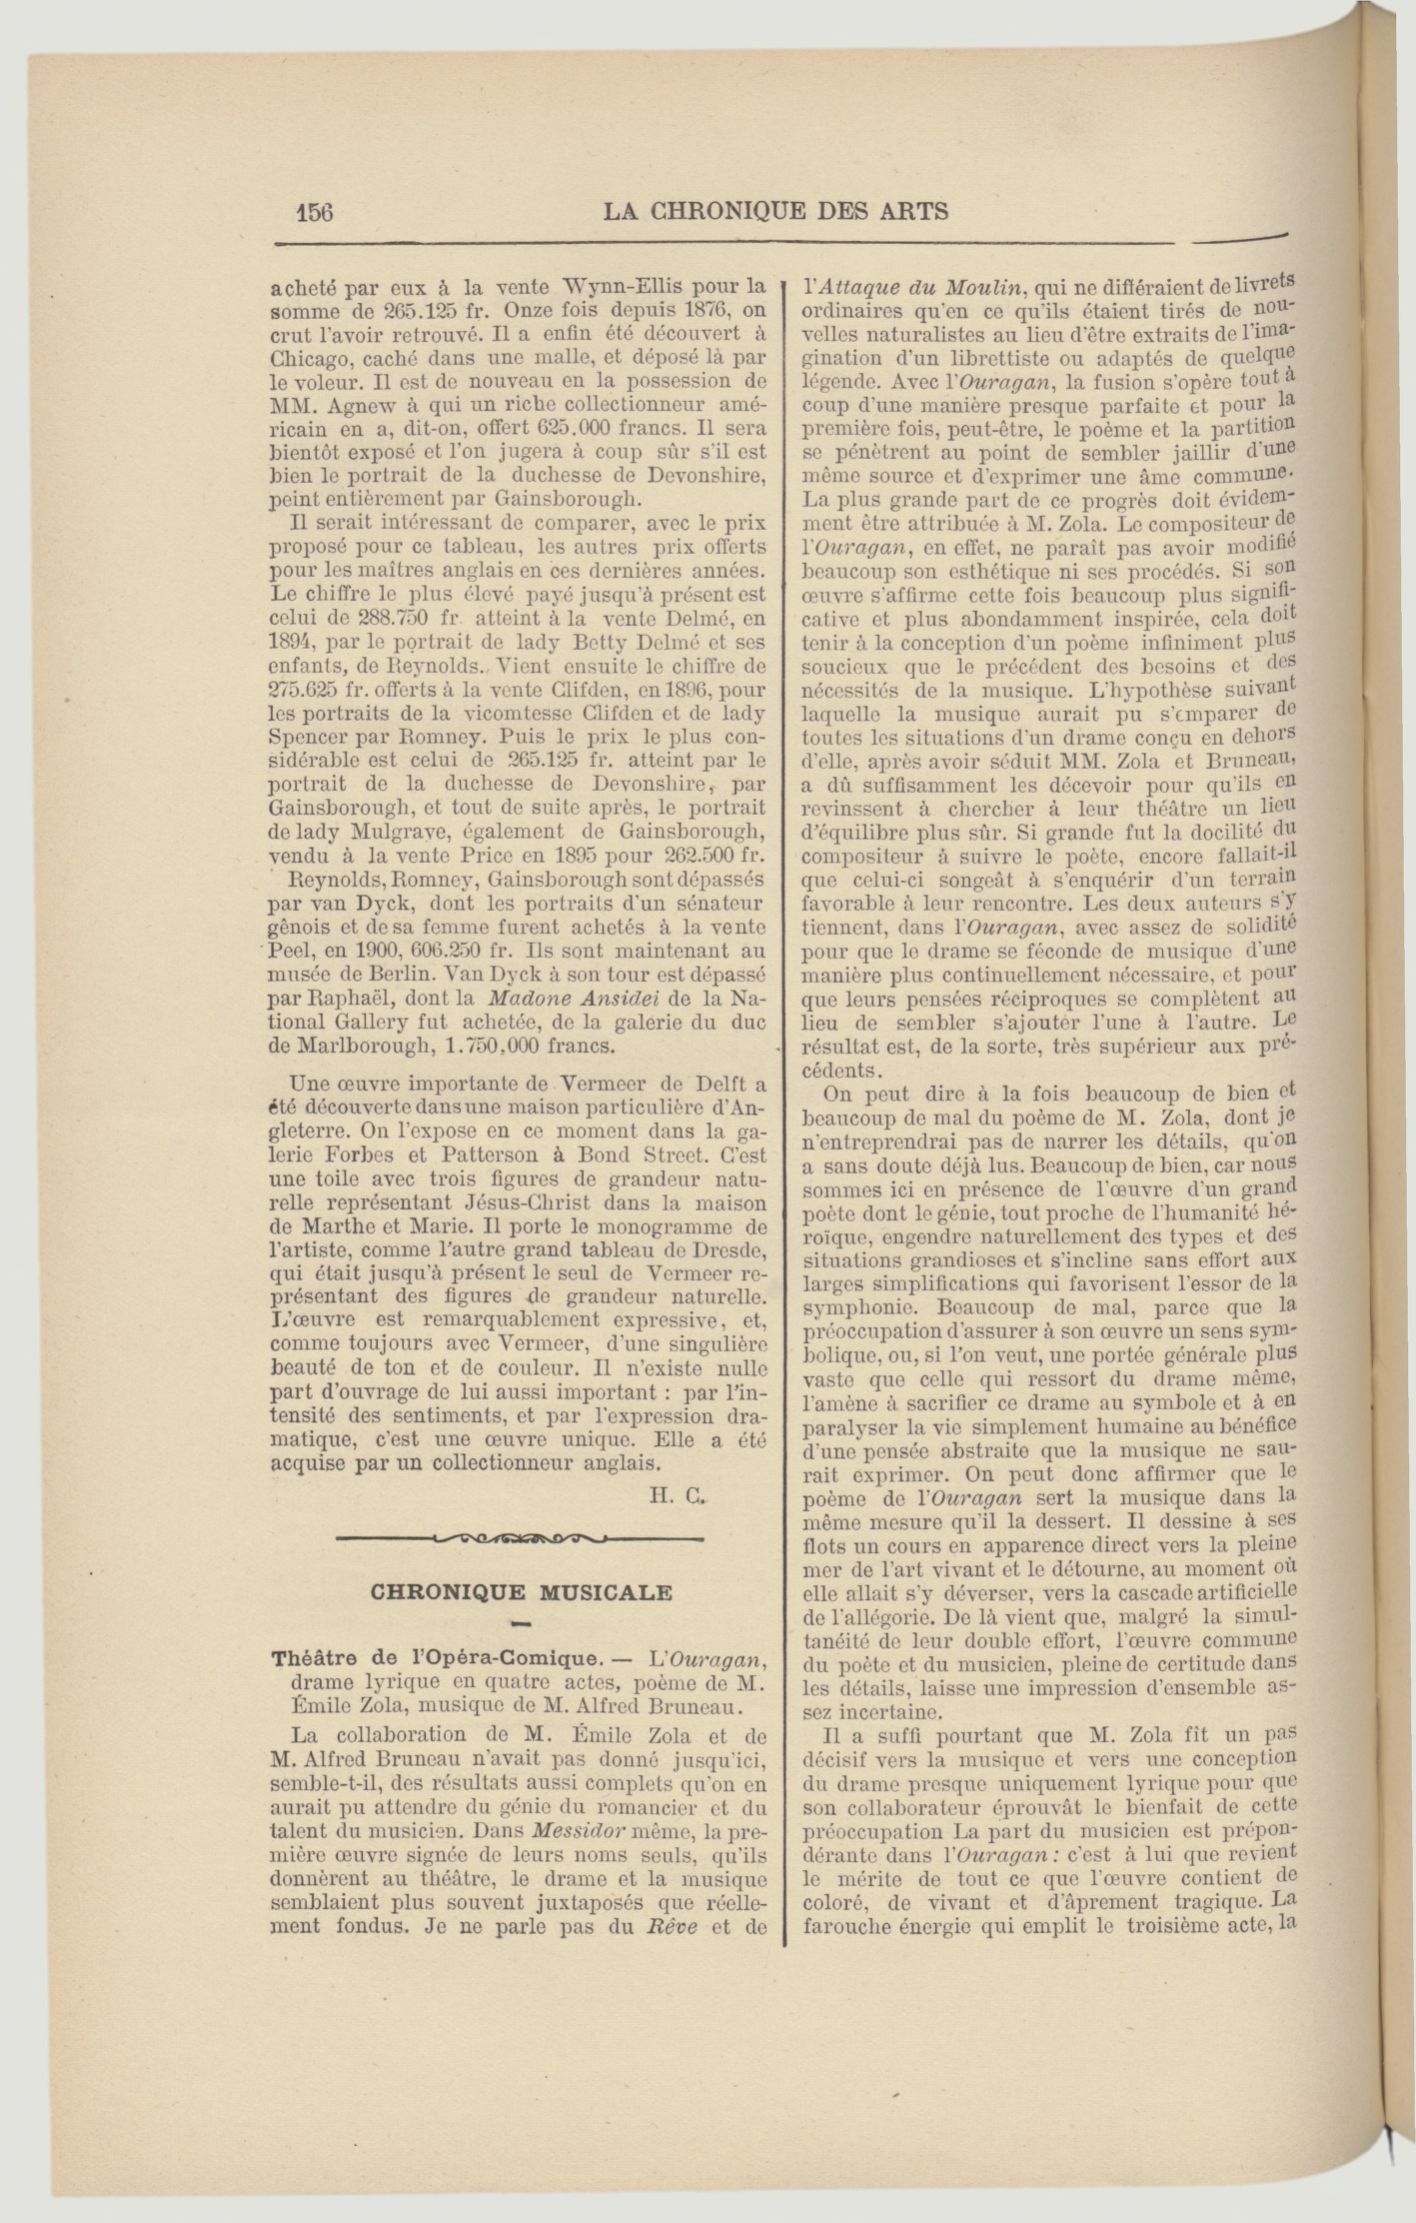 156
LA CHRONIQUE DES ARTS
acheté par eux à la vente Wynn-Ellis pour la
somme de 265.125 fr. Onze fois depuis 1876, on
crut l'avoir retrouvé. Il a enfin été découvert à
Chicago, caché dans une malle, et déposé là par
le voleur. Il est de nouveau en la possession de
MM. Agnew à qui un riche collectionneur amé-
ricain en a, dit-on, offert 625.000 francs. Il sera
bientôt exposé et l'on jugera à coup sûr s'il est
bien le portrait de la duchesse de Devonshire,
peint entièrement par Gainsborough.
Il serait intéressant de comparer, avec le prix
proposé pour ce tableau, les autres prix offerts
pour les maîtres anglais en ces dernières années.
Le chiffre le plus élevé payé jusqu'à présent est
celui de 288.750 fr. atteint à la vente Delmé, en
1894, par le portrait de lady Betty Delmé et ses
enfants, de Reynolds. Vient ensuite le chiffre de
275.625 fr. offerts à la vente Clifden, en 1896, pour
les portraits de la vicomtesse Clifden et de lady
Spencer par Romney. Puis le prix le plus con-
sidérable est celui de 265.125 fr. atteint par le
portrait de la duchesse de Devonshire, par
Gainsborough, et tout de suite après, le portrait
de lady Mulgrave, également de Gainsborough,
vendu à la vente Price en 1895 pour 262.500 fr.
Reynolds, Romney, Gainsborough sont dépassés
par van Dyck, dont les portraits d'un sénateur
gênois et de sa femme furent achetés à la vente
Peel, en 1900, 606.250 fr. Ils sont maintenant au
musée de Berlin. Van Dyck à son tour est dépassé
par Raphaël, dont la Madone Ansidei de la Na-
tional Gallery fut achetée, de la galerie du duc
de Marlborough, 1.750.000 francs.
Une œuvre importante de Vermeer de Delft a
été découverte dans une maison particulière d'An-
gleterre. On l'expose en ce moment dans la ga-
lerie Forbes et Patterson à Bond Street. C'est
une toile avec trois figures de grandeur natu-
relle représentant Jésus-Christ dans la maison
de Marthe et Marie. Il porte le monogramme de
l'artiste, comme l'autre grand tableau de Dresde,
qui était jusqu'à présent le seul de Vermeer re-
présentant des figures de grandeur naturelle.
L'œuvre est remarquablement expressive, et,
comme toujours avec Vermeer, d'une singulière
beauté de ton et de couleur. Il n'existe nulle
part d'ouvrage de lui aussi important : par l'in-
tensité des sentiments, et par l'expression dra-
matique, c'est une œuvre unique. Elle a été
acquise par un collectionneur anglais.
H. C.
CHRONIQUE MUSICALE
Théâtre de l'Opéra-Comique. — L'Ouragan,
drame lyrique en quatre actes, poème de M.
Émile Zola, musique de M. Alfred Bruneau.
La collaboration de M. Émile Zola et de
M. Alfred Bruneau n'avait pas donné jusqu'ici,
semble-t-il, des résultats aussi complets qu'on en
aurait pu attendre du génie du romancier et du
talent du musicien. Dans Messidor même, la pre-
mière œuvre signée de leurs noms seuls, qu'ils
donnèrent au théâtre, le drame et la musique
semblaient plus souvent juxtaposés que réelle-
ment fondus. Je ne parle pas du Rêve et de
l'Attaque du Moulin, qui ne différaient de livrets
ordinaires qu'en ce qu'ils étaient tirés de nou-
velles naturalistes au lieu d'être extraits de l'ima-
gination d'un librettiste ou adaptés de quelque
légende. Avec l'Ouragan, la fusion s'opère tout à
coup d'une manière presque parfaite et pour la
première fois, peut-être, le poème et la partition
se pénètrent au point de sembler jaillir d'une
même source et d'exprimer une âme commune.
La plus grande part de ce progrès doit évidem-
ment être attribuée à M. Zola. Le compositeur de
l'Ouragan, en effet, ne paraît pas avoir modifié
beaucoup son esthétique ni ses procédés. Si son
œuvre s'affirme cette fois beaucoup plus signifi-
cative et plus abondamment inspirée, cela doit
tenir à la conception d'un poème infiniment plus
soucieux que le précédent des besoins et des
nécessités de la musique. L'hypothèse suivant
laquelle la musique aurait pu s'emparer de
toutes les situations d'un drame conçu en dehors
d'elle, après avoir séduit MM. Zola et Bruneau,
a dû suffisamment les décevoir pour qu'ils en
revinssent à chercher à leur théâtre un lieu
d'équilibre plus sûr. Si grande fut la docilité du
compositeur à suivre le poète, encore fallait-il
que celui-ci songeât à s'enquérir d'un terrain
favorable à leur rencontre. Les deux auteurs s'y
tiennent, dans l'Ouragan, avec assez de solidité
pour que le drame se féconde de musique d'une
manière plus continuellement nécessaire, et pour
que leurs pensées réciproques se complètent au
lieu de sembler s'ajouter l'une à l'autre. Le
résultat est, de la sorte, très supérieur aux pré-
cédents.
On peut dire à la fois beaucoup de bien et
beaucoup de mal du poème de M. Zola, dont je
n'entreprendrai pas de narrer les détails, qu'on
a sans doute déjà lus. Beaucoup de bien, car nous
sommes ici en présence de l'œuvre d'un grand
poète dont le génie, tout proche de l'humanité hé-
roïque, engendre naturellement des types et des
situations grandioses et s'incline sans effort aux
larges simplifications qui favorisent l'essor de la
symphonie. Beaucoup de mal, parce que la
préoccupation d'assurer à son œuvre un sens sym-
bolique, ou, si l'on veut, une portée générale plus
vaste que celle qui ressort du drame même,
l'amène à sacrifier ce drame au symbole et à en
paralyser la vie simplement humaine au bénéfice
d'une pensée abstraite que la musique ne sau-
rait exprimer. On peut donc affirmer que le
poème de l'Ouragan sert la musique dans la
même mesure qu'il la dessert. Il dessine à ses
flots un cours en apparence direct vers la pleine
mer de l'art vivant et le détourne, au moment où
elle allait s'y déverser, vers la cascade artificielle
de l'allégorie. De là vient que, malgré la simul-
tanéité de leur double effort, l'œuvre commune
du poète et du musicien, pleine de certitude dans
les détails, laisse une impression d'ensemble as-
sez incertaine.
Il a suffi pourtant que M. Zola fît un pas
décisif vers la musique et vers une conception
du drame presque uniquement lyrique pour que
son collaborateur éprouvât le bienfait de cette
préoccupation La part du musicien est prépon-
dérante dans l'Ouragan : c'est à lui que revient
le mérite de tout ce que l'œuvre contient de
coloré, de vivant et d'âprement tragique. La
farouche énergie qui emplit le troisième acte, la